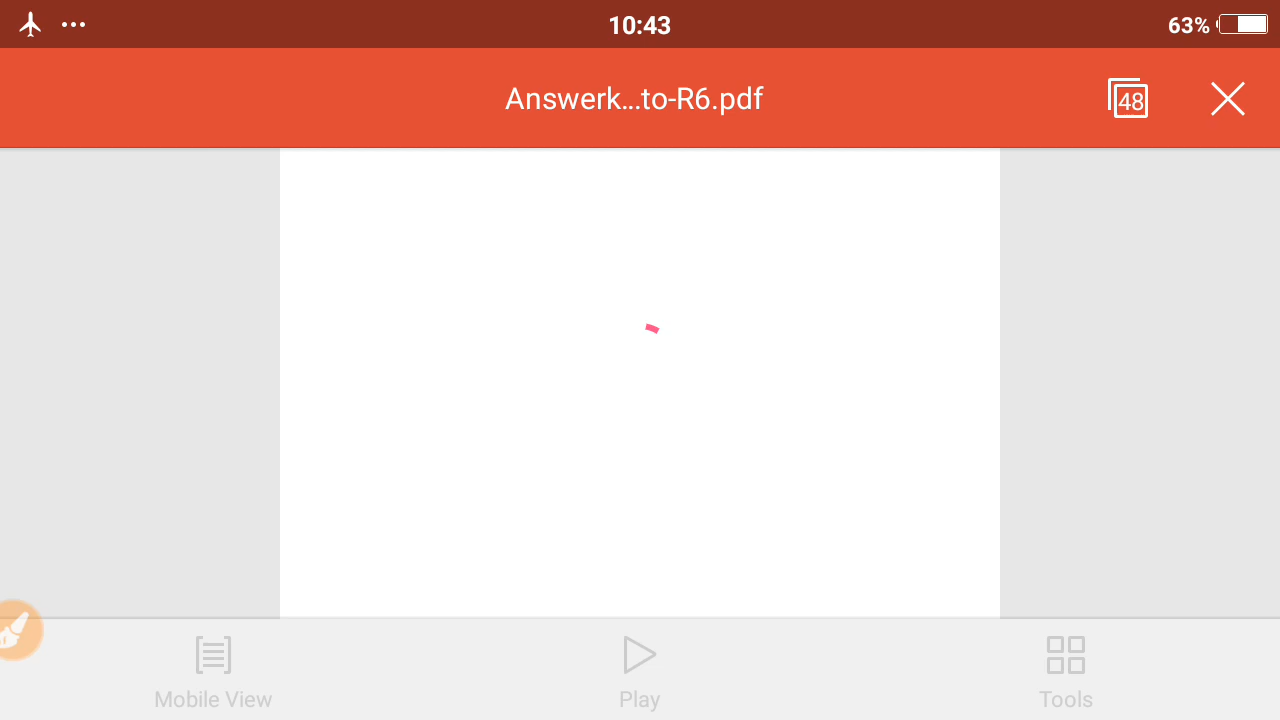 10:43
63%
Answerk...to-R6.pdf
48
Mobile View
Play
Tools